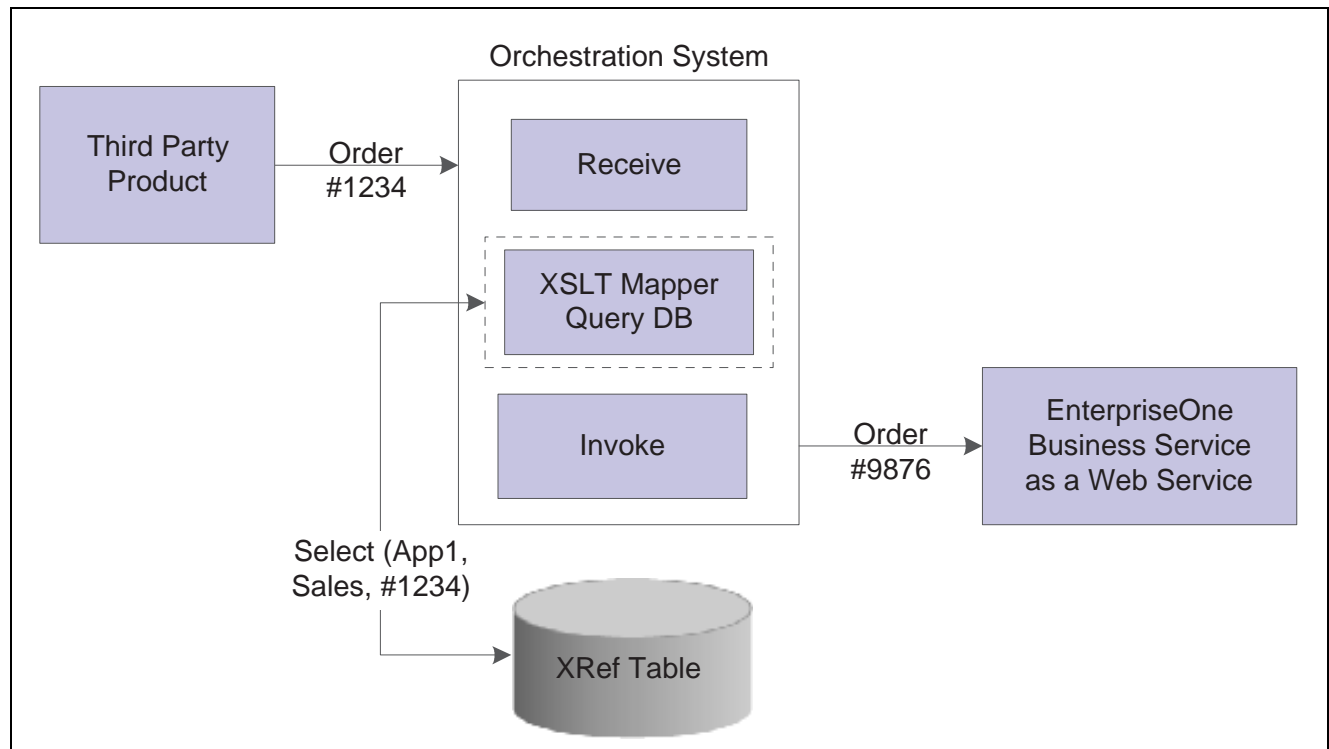 Orchestration System
Third Party
Product
Order
#1234
Receive
XSLT Mapper
Query DB
Invoke
Order
#9876
EnterpriseOne
Business Service
as a Web Service
Select (App1,
Sales, #1234)
XRef Table